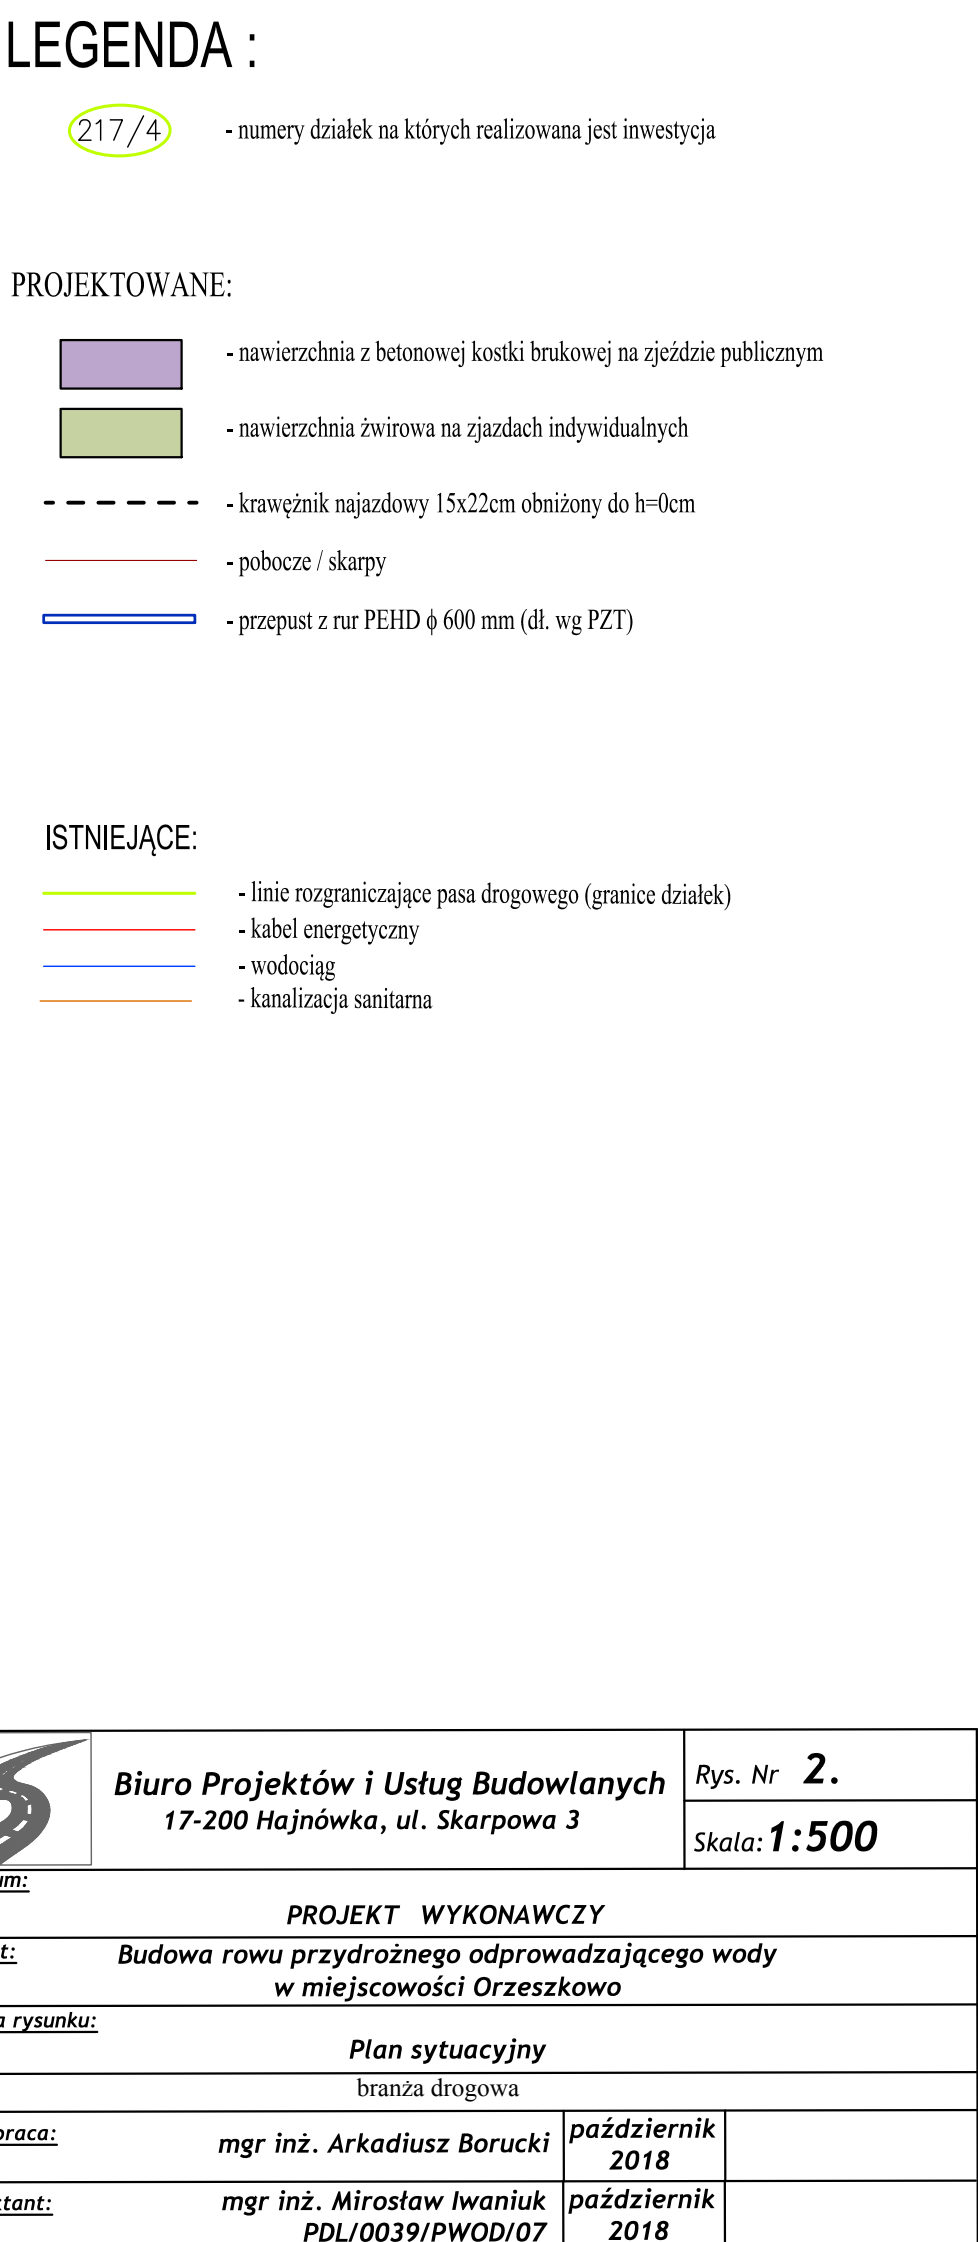 LEGENDA :
217/4 - numery działek na których realizowana jest inwestycja
PROJEKTOWANE:
- nawierzchnia z betonowej kostki brukowej na zjeździe publicznym
- nawierzchnia żwirowa na zjazdach indywidualnych
- krawężnik najazdowy 15x22cm obniżony do h=0cm
- pobocze / skarpy
- przepust z rur PEHD ϕ 600 mm (dł. wg PZT)
ISTNIEJĄCE:
- linie rozgraniczające pasa drogowego (granice działek)
- kabel energetyczny
- wodociąg
- kanalizacja sanitarna
Biuro Projektów i Usług Budowlanych
17-200 Hajnówka, ul. Skarpowa 3
Rys. Nr 2.
Skala: 1:500
PROJEKT WYKONAWCZY
Budowa rowu przydrożnego odprowadzającego wody
w miejscowości Orzeszkowo
rysunku:
Plan sytuacyjny
branża drogowa
mgr inż. Arkadiusz Borucki
październik
2018
mgr inż. Mirosław Iwaniuk
PDL/0039/PWOD/07
październik
2018